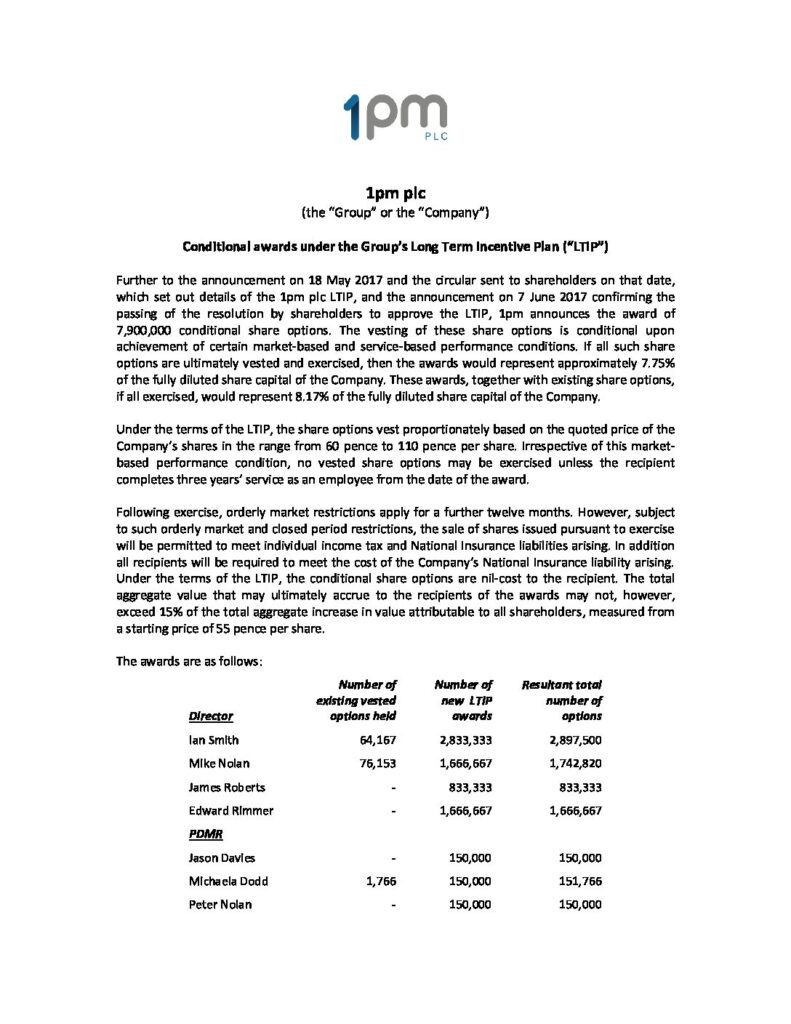 1pm
PLC
1pm plc
(the “Group” or the “Company”)
Conditional awards under the Group’s Long Term Incentive Plan (“LTIP”)
Further to the announcement on 18 May 2017 and the circular sent to shareholders on that date,
which set out details of the 1pm plc LTIP, and the announcement on 7 June 2017 confirming the
passing of the resolution by shareholders to approve the LTIP, 1pm announces the award of
7,900,000 conditional share options. The vesting of these share options is conditional upon
achievement of certain market-based and service-based performance conditions. If all such share
options are ultimately vested and exercised, then the awards would represent approximately 7.75%
of the fully diluted share capital of the Company. These awards, together with existing share options,
if all exercised, would represent 8.17% of the fully diluted share capital of the Company.
Under the terms of the LTIP, the share options vest proportionately based on the quoted price of the
Company’s shares in the range from 60 pence to 110 pence per share. Irrespective of this market-
based performance condition, no vested share options may be exercised unless the recipient
completes three years’ service as an employee from the date of the award.
Following exercise, orderly market restrictions apply for a further twelve months. However, subject
to such orderly market and closed period restrictions, the sale of shares issued pursuant to exercise
will be permitted to meet individual income tax and National Insurance liabilities arising. In addition
all recipients will be required to meet the cost of the Company’s National Insurance liability arising.
Under the terms of the LTIP, the conditional share options are nil-cost to the recipient. The total
aggregate value that may ultimately accrue to the recipients of the awards may not, however,
exceed 15% of the total aggregate increase in value attributable to all shareholders, measured from
a starting price of 55 pence per share.
The awards are as follows:
Number of Number of Resultant total
existing vested new LTIP number of
Director options held awards options
Ian Smith 64,167 2,833,333 2,897,500
Mike Nolan 76,153 1,666,667 1,742,820
James Roberts - 833,333 833,333
Edward Rimmer - 1,666,667 1,666,667
PDMR
Jason Davies - 150,000 150,000
Michaela Dodd 1,766 150,000 151,766
Peter Nolan - 150,000 150,000